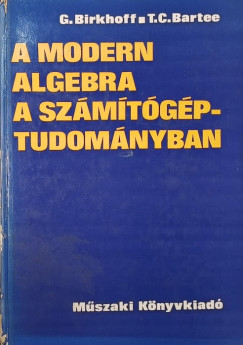 G. Birkhoff ■ T.C. Bartee
A MODERN
ALGEBRA
A SZÁMÍTÓGÉP-
TUDOMÁNYBAN
Műszaki Könyvkiadó